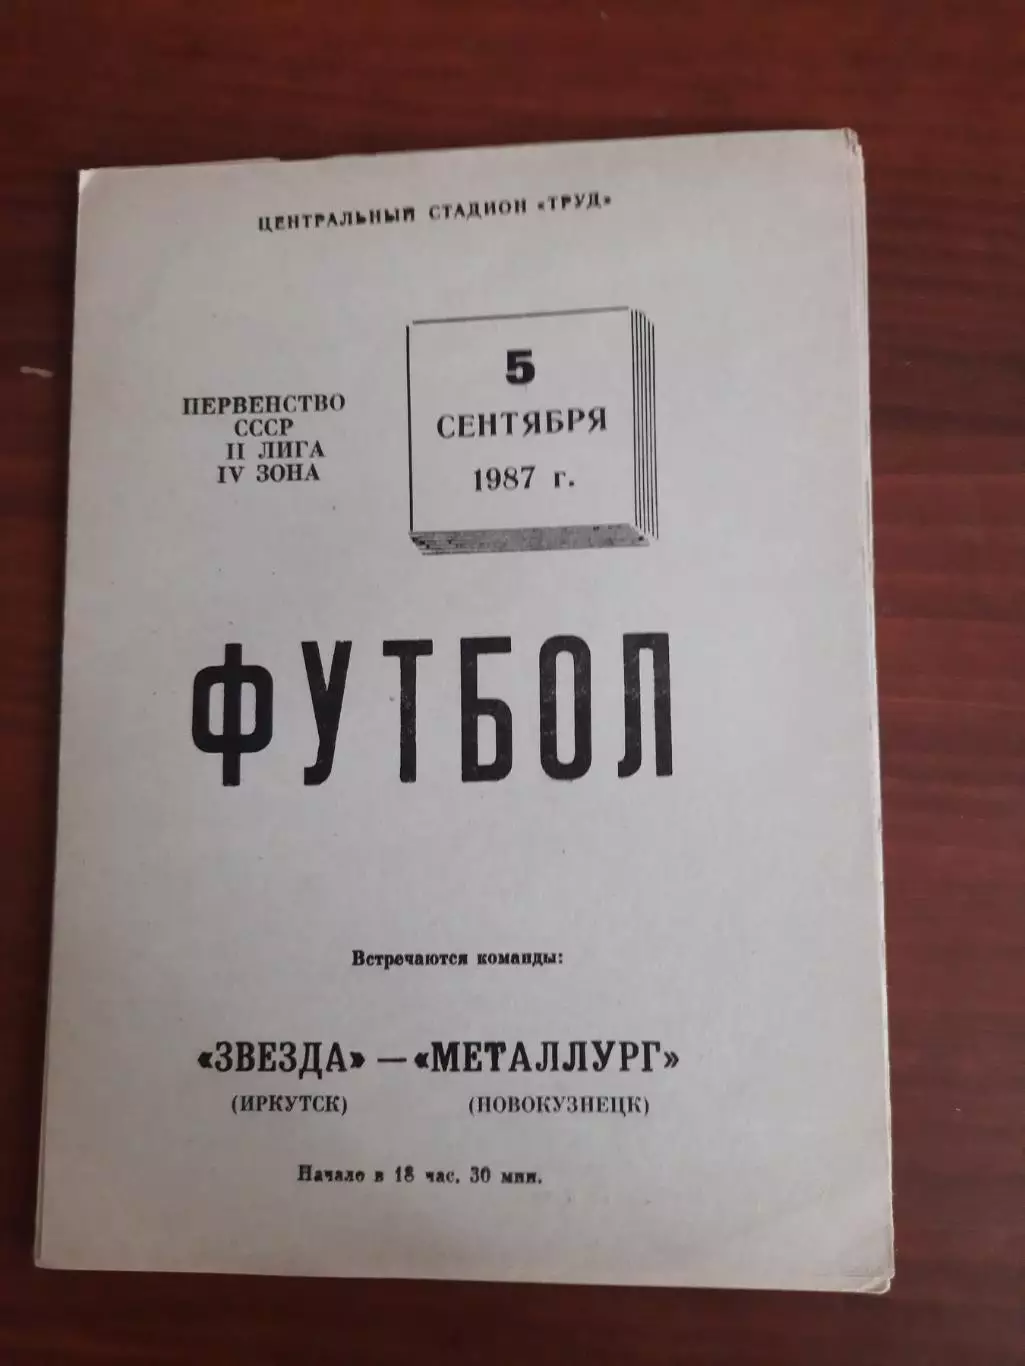 ЦЕНТРАЛЬНЫЙ СТАДИОН «ТРУД»
ПЕРВЕНСТВО
СССР
II ЛИГА
IV ЗОНА
5
СЕНТЯБРЯ
1987 г.
ФУТБОЛ
Встречаются команды:
«ЗВЕЗДА» — «МЕТАЛЛУРГ»
(ИРКУТСК) (НОВОКУЗНЕЦК)
Начало в 18 час. 30 мин.